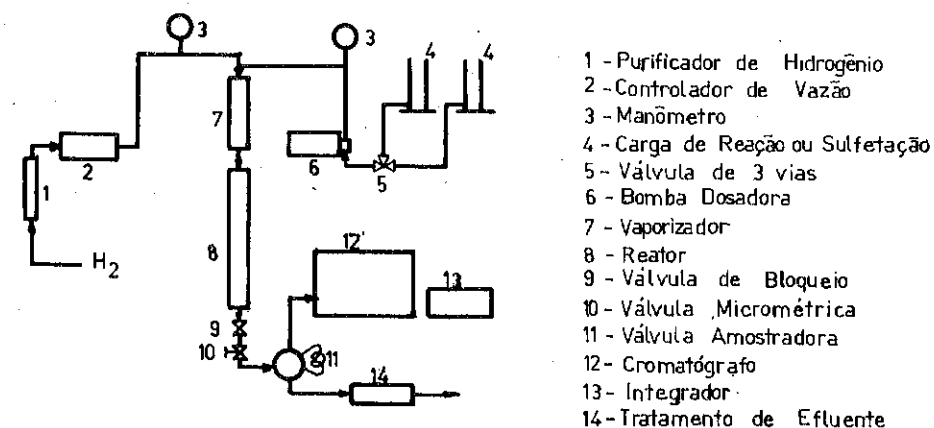 3
3
4
4
7
2
6
5
1
H2
8
12
13
9
10
11
14
1 - Purificador de Hidrogênio
2 - Controlador de Vazão
3 - Manômetro
4 - Carga de Reação ou Sulfetação
5 - Válvula de 3 vias
6 - Bomba Dosadora
7 - Vaporizador
8 - Reator
9 - Válvula de Bloqueio
10 - Válvula Micrométrica
11 - Válvula Amostradora
12 - Cromatógrafo
13 - Integrador
14 - Tratamento de Efluente